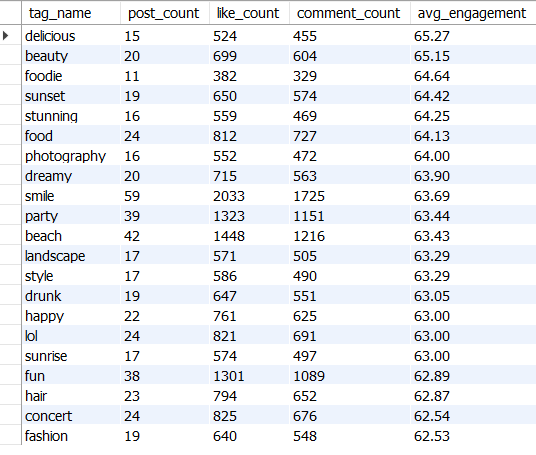 tag_name post_count like_count comment_count avg_engagement
delicious 15 524 455 65.27
beauty 20 699 604 65.15
foodie 11 382 329 64.64
sunset 19 650 574 64.42
stunning 16 559 469 64.25
food 24 812 727 64.13
photography 16 552 472 64.00
dreamy 20 715 563 63.90
smile 59 2033 1725 63.69
party 39 1323 1151 63.44
beach 42 1448 1216 63.43
landscape 17 571 505 63.29
style 17 586 490 63.29
drunk 19 647 551 63.05
happy 22 761 625 63.00
lol 24 821 691 63.00
sunrise 17 574 497 63.00
fun 38 1301 1089 62.89
hair 23 794 652 62.87
concert 24 825 676 62.54
fashion 19 640 548 62.53